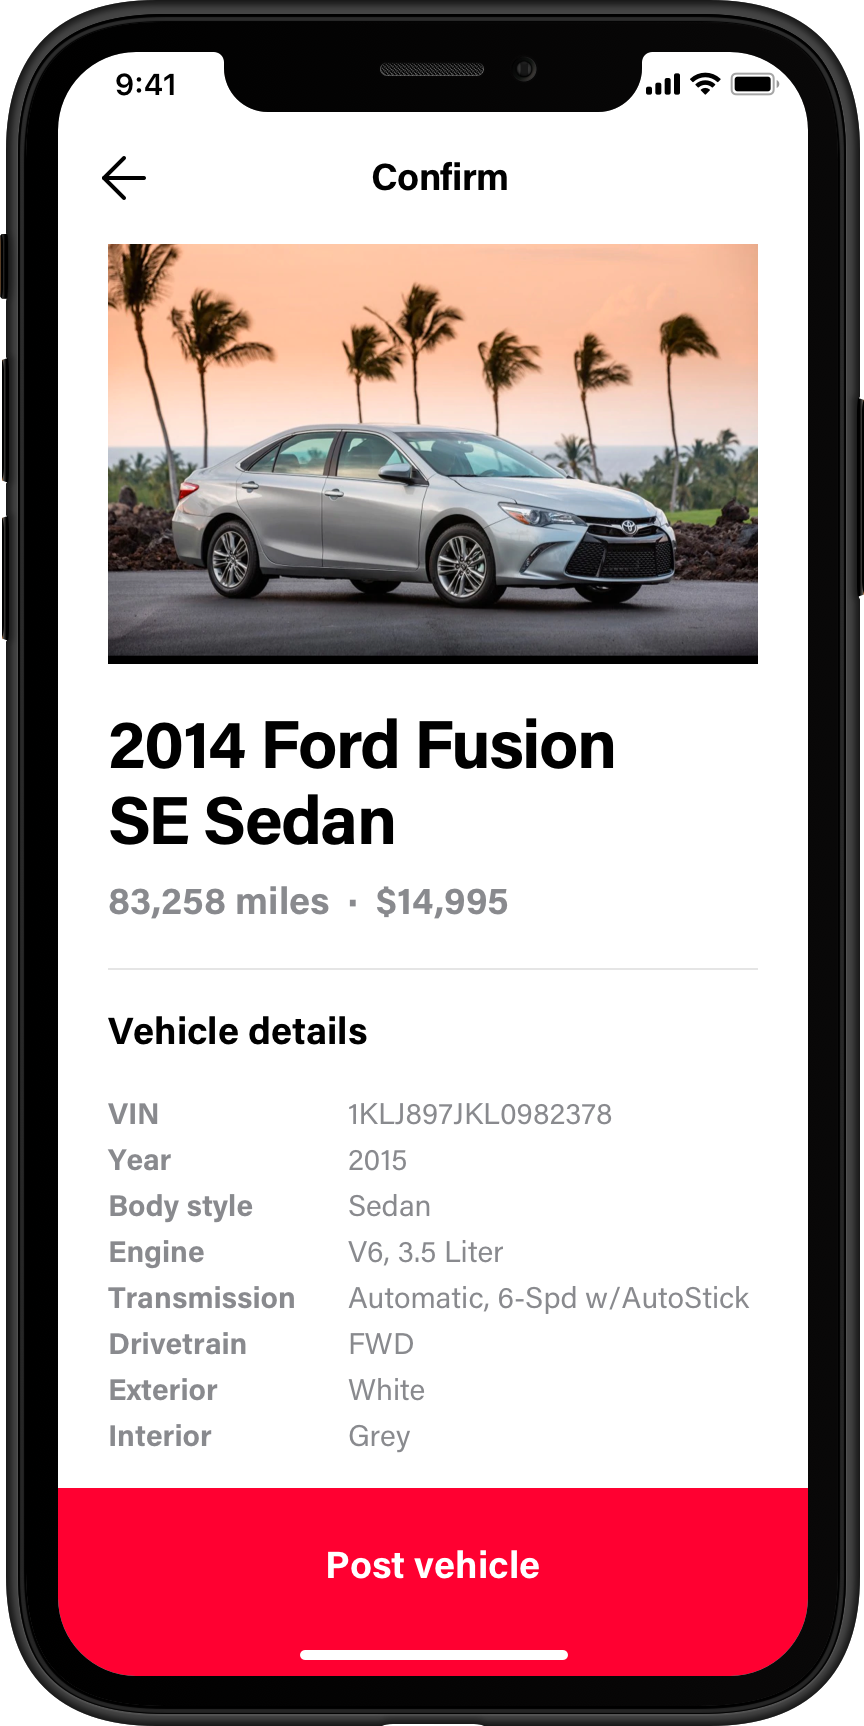 9:41
Confirm
2014 Ford Fusion
SE Sedan
83,258 miles · $14,995
Vehicle details
VIN 1KLJ897JKL0982378
Year 2015
Body style Sedan
Engine V6, 3.5 Liter
Transmission Automatic, 6-Spd w/AutoStick
Drivetrain FWD
Exterior White
Interior Grey
Post vehicle